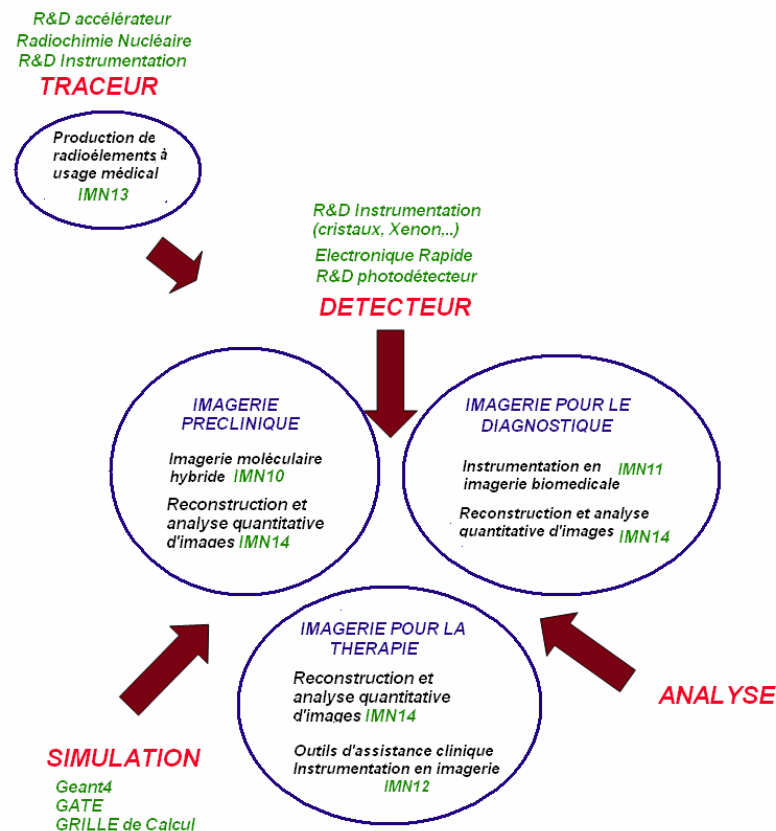 R&D accélérateur
Radiochimie Nucléaire
R&D Instrumentation
TRACEUR
Production de
radioélements à
usage médical
IMN13
R&D Instrumentation
(cristaux, Xenon,..)
Electronique Rapide
R&D photodétecteur
DETECTEUR
IMAGERIE
PRECLINIQUE
Imagerie moléculaire
hybride IMN10
Reconstruction et
analyse quantitative
d'images IMN14
IMAGERIE POUR LE
DIAGNOSTIQUE
Instrumentation en IMN11
imagerie biomedicale
Reconstruction et analyse
quantitative d'images IMN14
IMAGERIE POUR LA
THERAPIE
Reconstruction et
analyse quantitative
d'images IMN14
Outils d'assistance clinique
Instrumentation en imagerie
IMN12
ANALYSE
SIMULATION
Geant4
GATE
GRILLE de Calcul